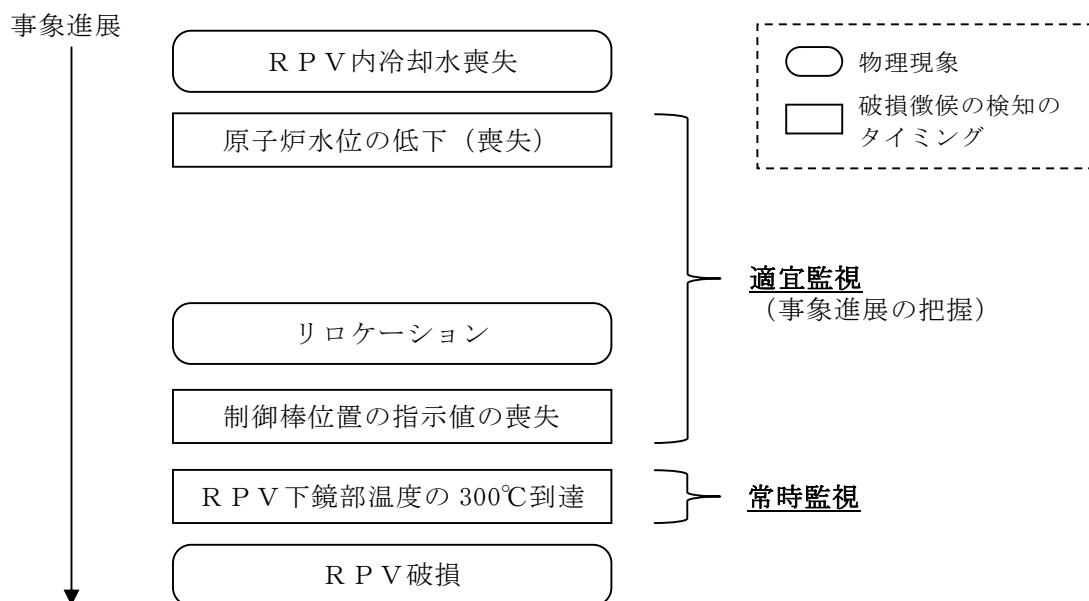 事象進展
ＲＰＶ内冷却水喪失
原子炉水位の低下（喪失）
リロケーション
制御棒位置の指示値の喪失
ＲＰＶ下鏡部温度の 300℃到達
ＲＰＶ破損
適宜監視
（事象進展の把握）
常時監視
物理現象
破損徴候の検知の
タイミング